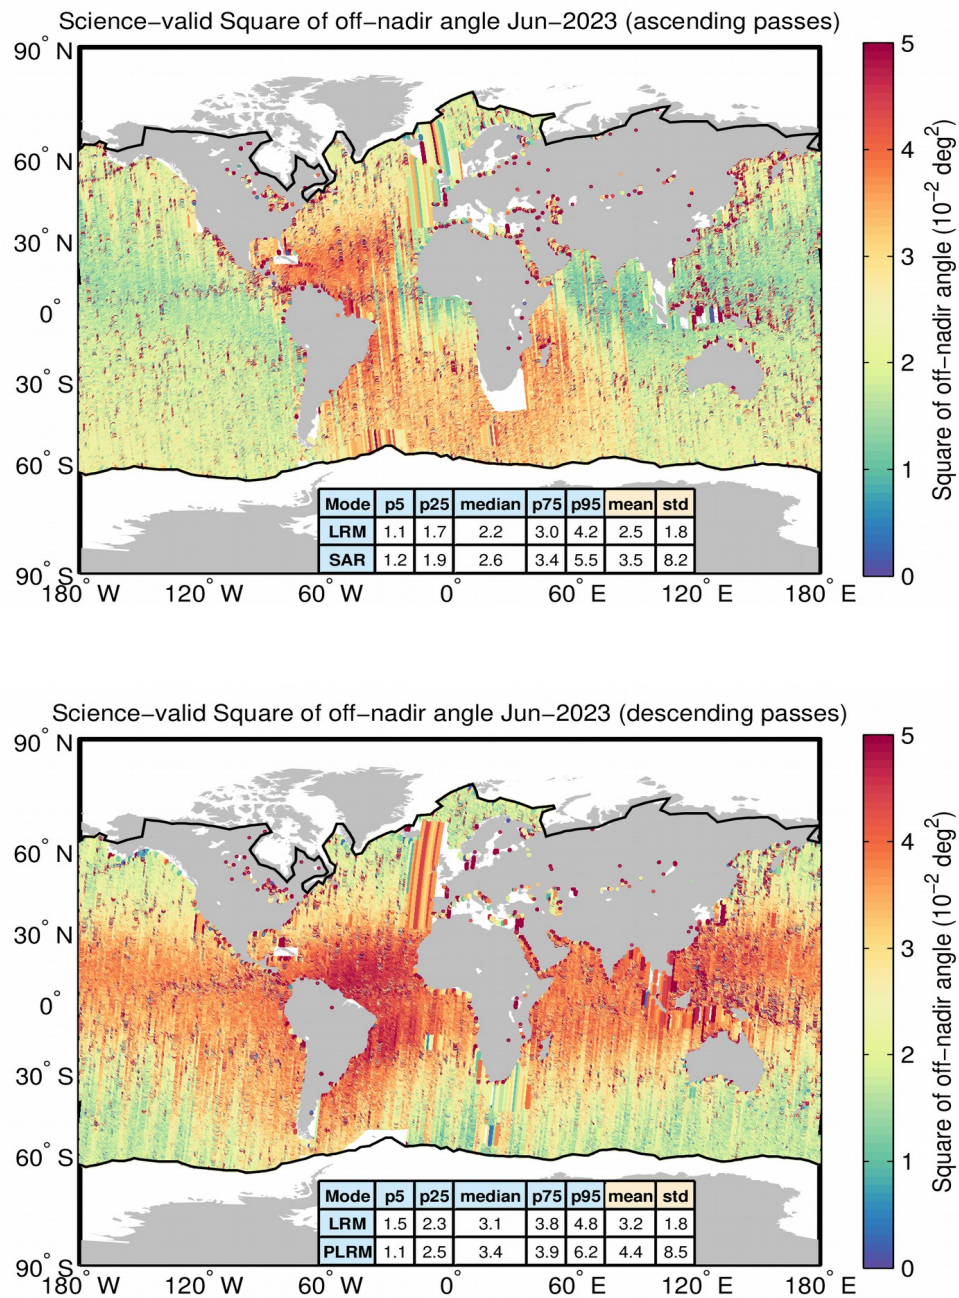 Science−valid Square of off−nadir angle Jun−2023 (ascending passes)
90° N
60° N
30° N
0°
30° S
60° S
90° S
180° W 120° W 60° W 0° 60° E 120° E 180° E
5
4
3
2
1
0
Square of off−nadir angle (10−2 deg2)
Mode p5 p25 median p75 p95 mean std
LRM 1.1 1.7 2.2 3.0 4.2 2.5 1.8
SAR 1.2 1.9 2.6 3.4 5.5 3.5 8.2
Science−valid Square of off−nadir angle Jun−2023 (descending passes)
90° N
60° N
30° N
0°
30° S
60° S
90° S
180° W 120° W 60° W 0° 60° E 120° E 180° E
5
4
3
2
1
0
Square of off−nadir angle (10−2 deg2)
Mode p5 p25 median p75 p95 mean std
LRM 1.5 2.3 3.1 3.8 4.8 3.2 1.8
PLRM 1.1 2.5 3.4 3.9 6.2 4.4 8.5